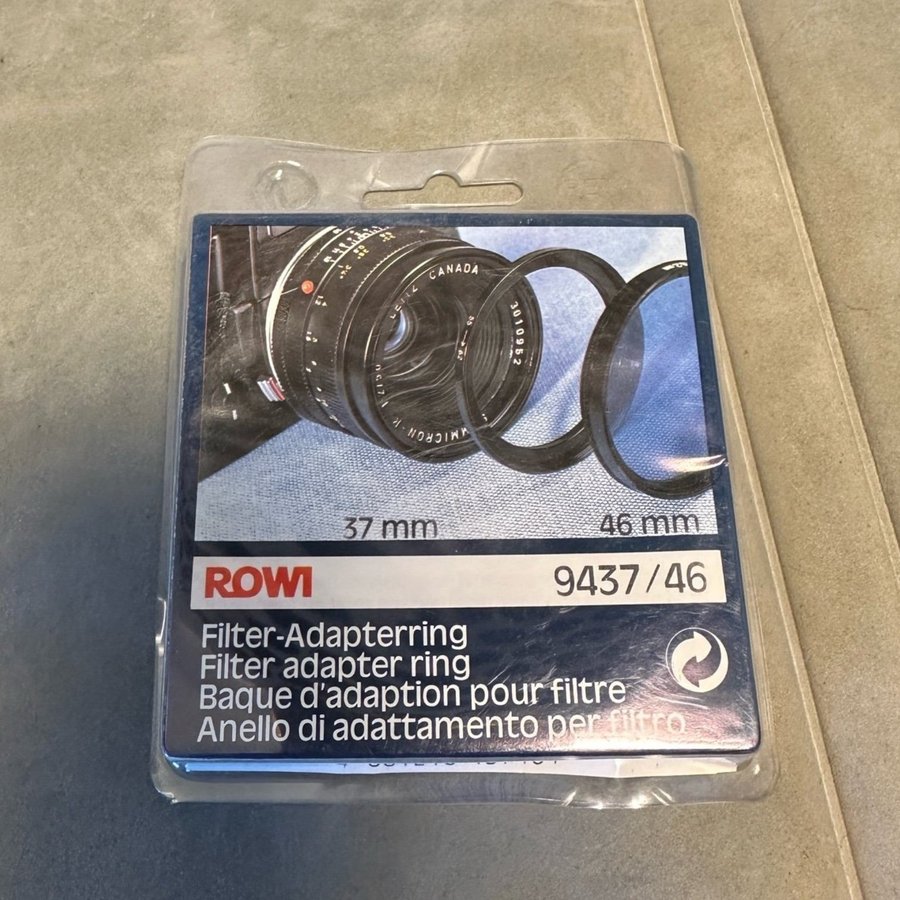 CANADA
3010952
37 mm
46 mm
ROWI
9437/46
Filter-Adapterring
Filter adapter ring
Baque d'adaption pour filtre
Anello di adattamento per filtro